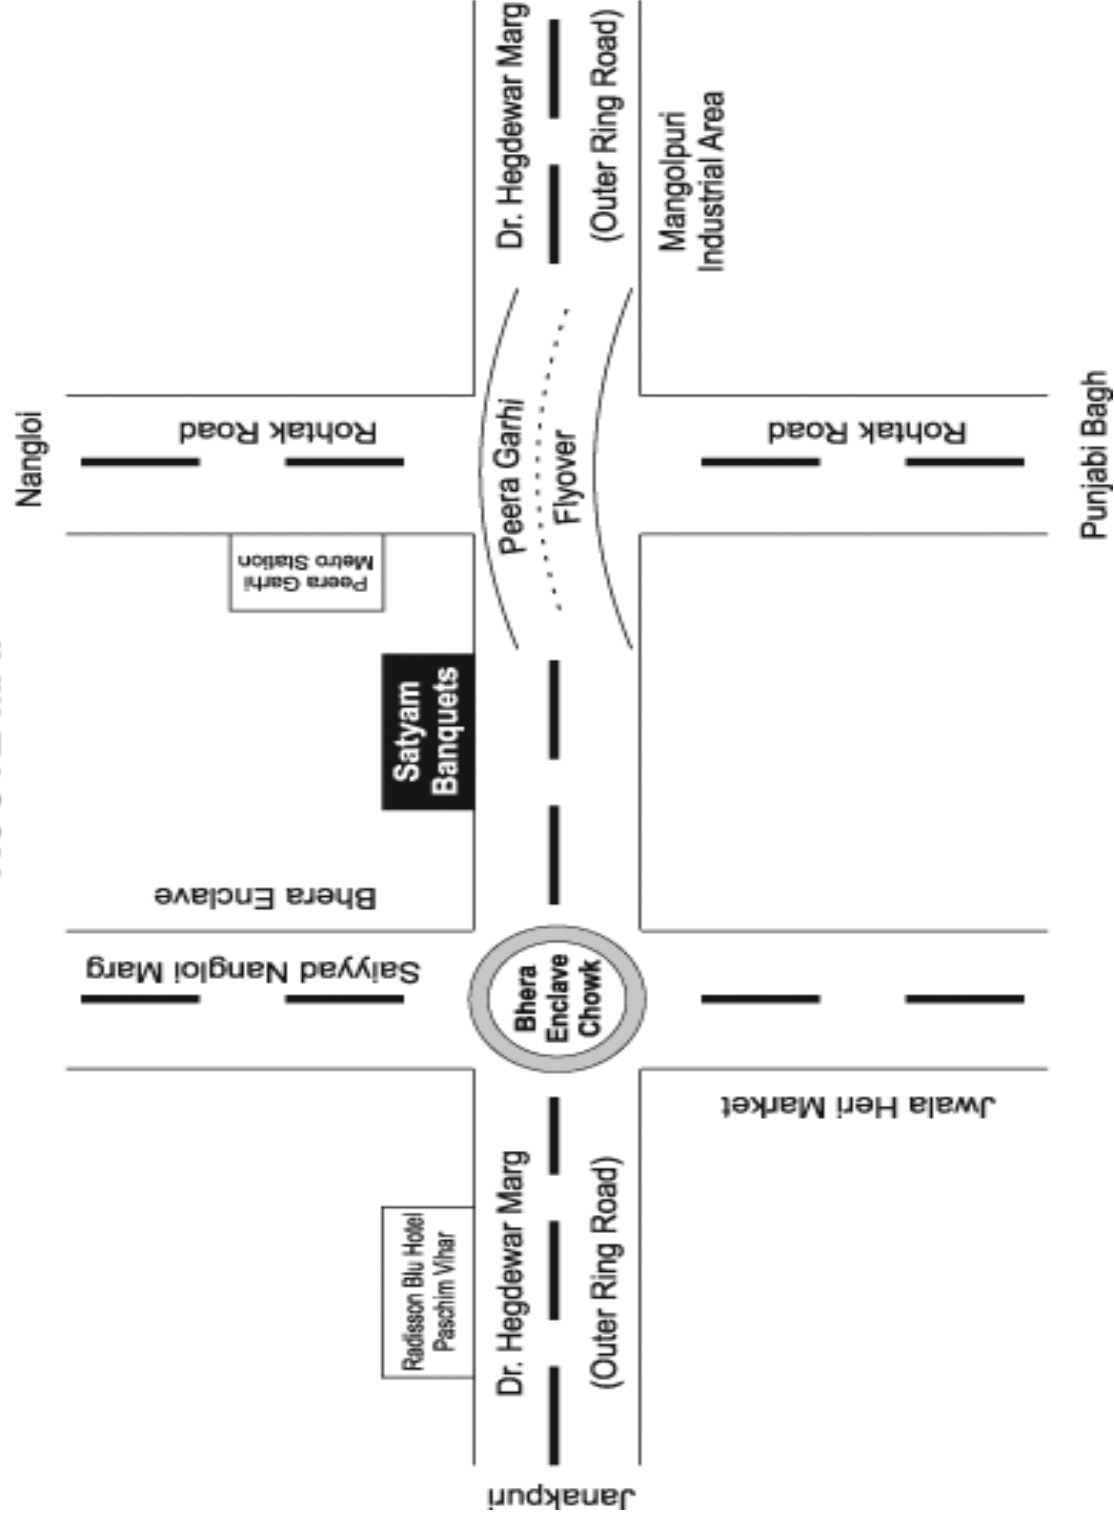 Nangloi
Rohtak Road
Peera Garhi
Metro Station
Satyam
Banquets
Bhera Enclave
Saiyyad Nangloi Marg
Radisson Blu Hotel
Paschim Vihar
Dr. Hegdewar Marg
(Outer Ring Road)
Mangolpuri
Industrial Area
Peera Garhi
Flyover
Bhera
Enclave
Chowk
Dr. Hegdewar Marg
(Outer Ring Road)
Janakpuri
Rohtak Road
Punjabi Bagh
Jwala Heri Market